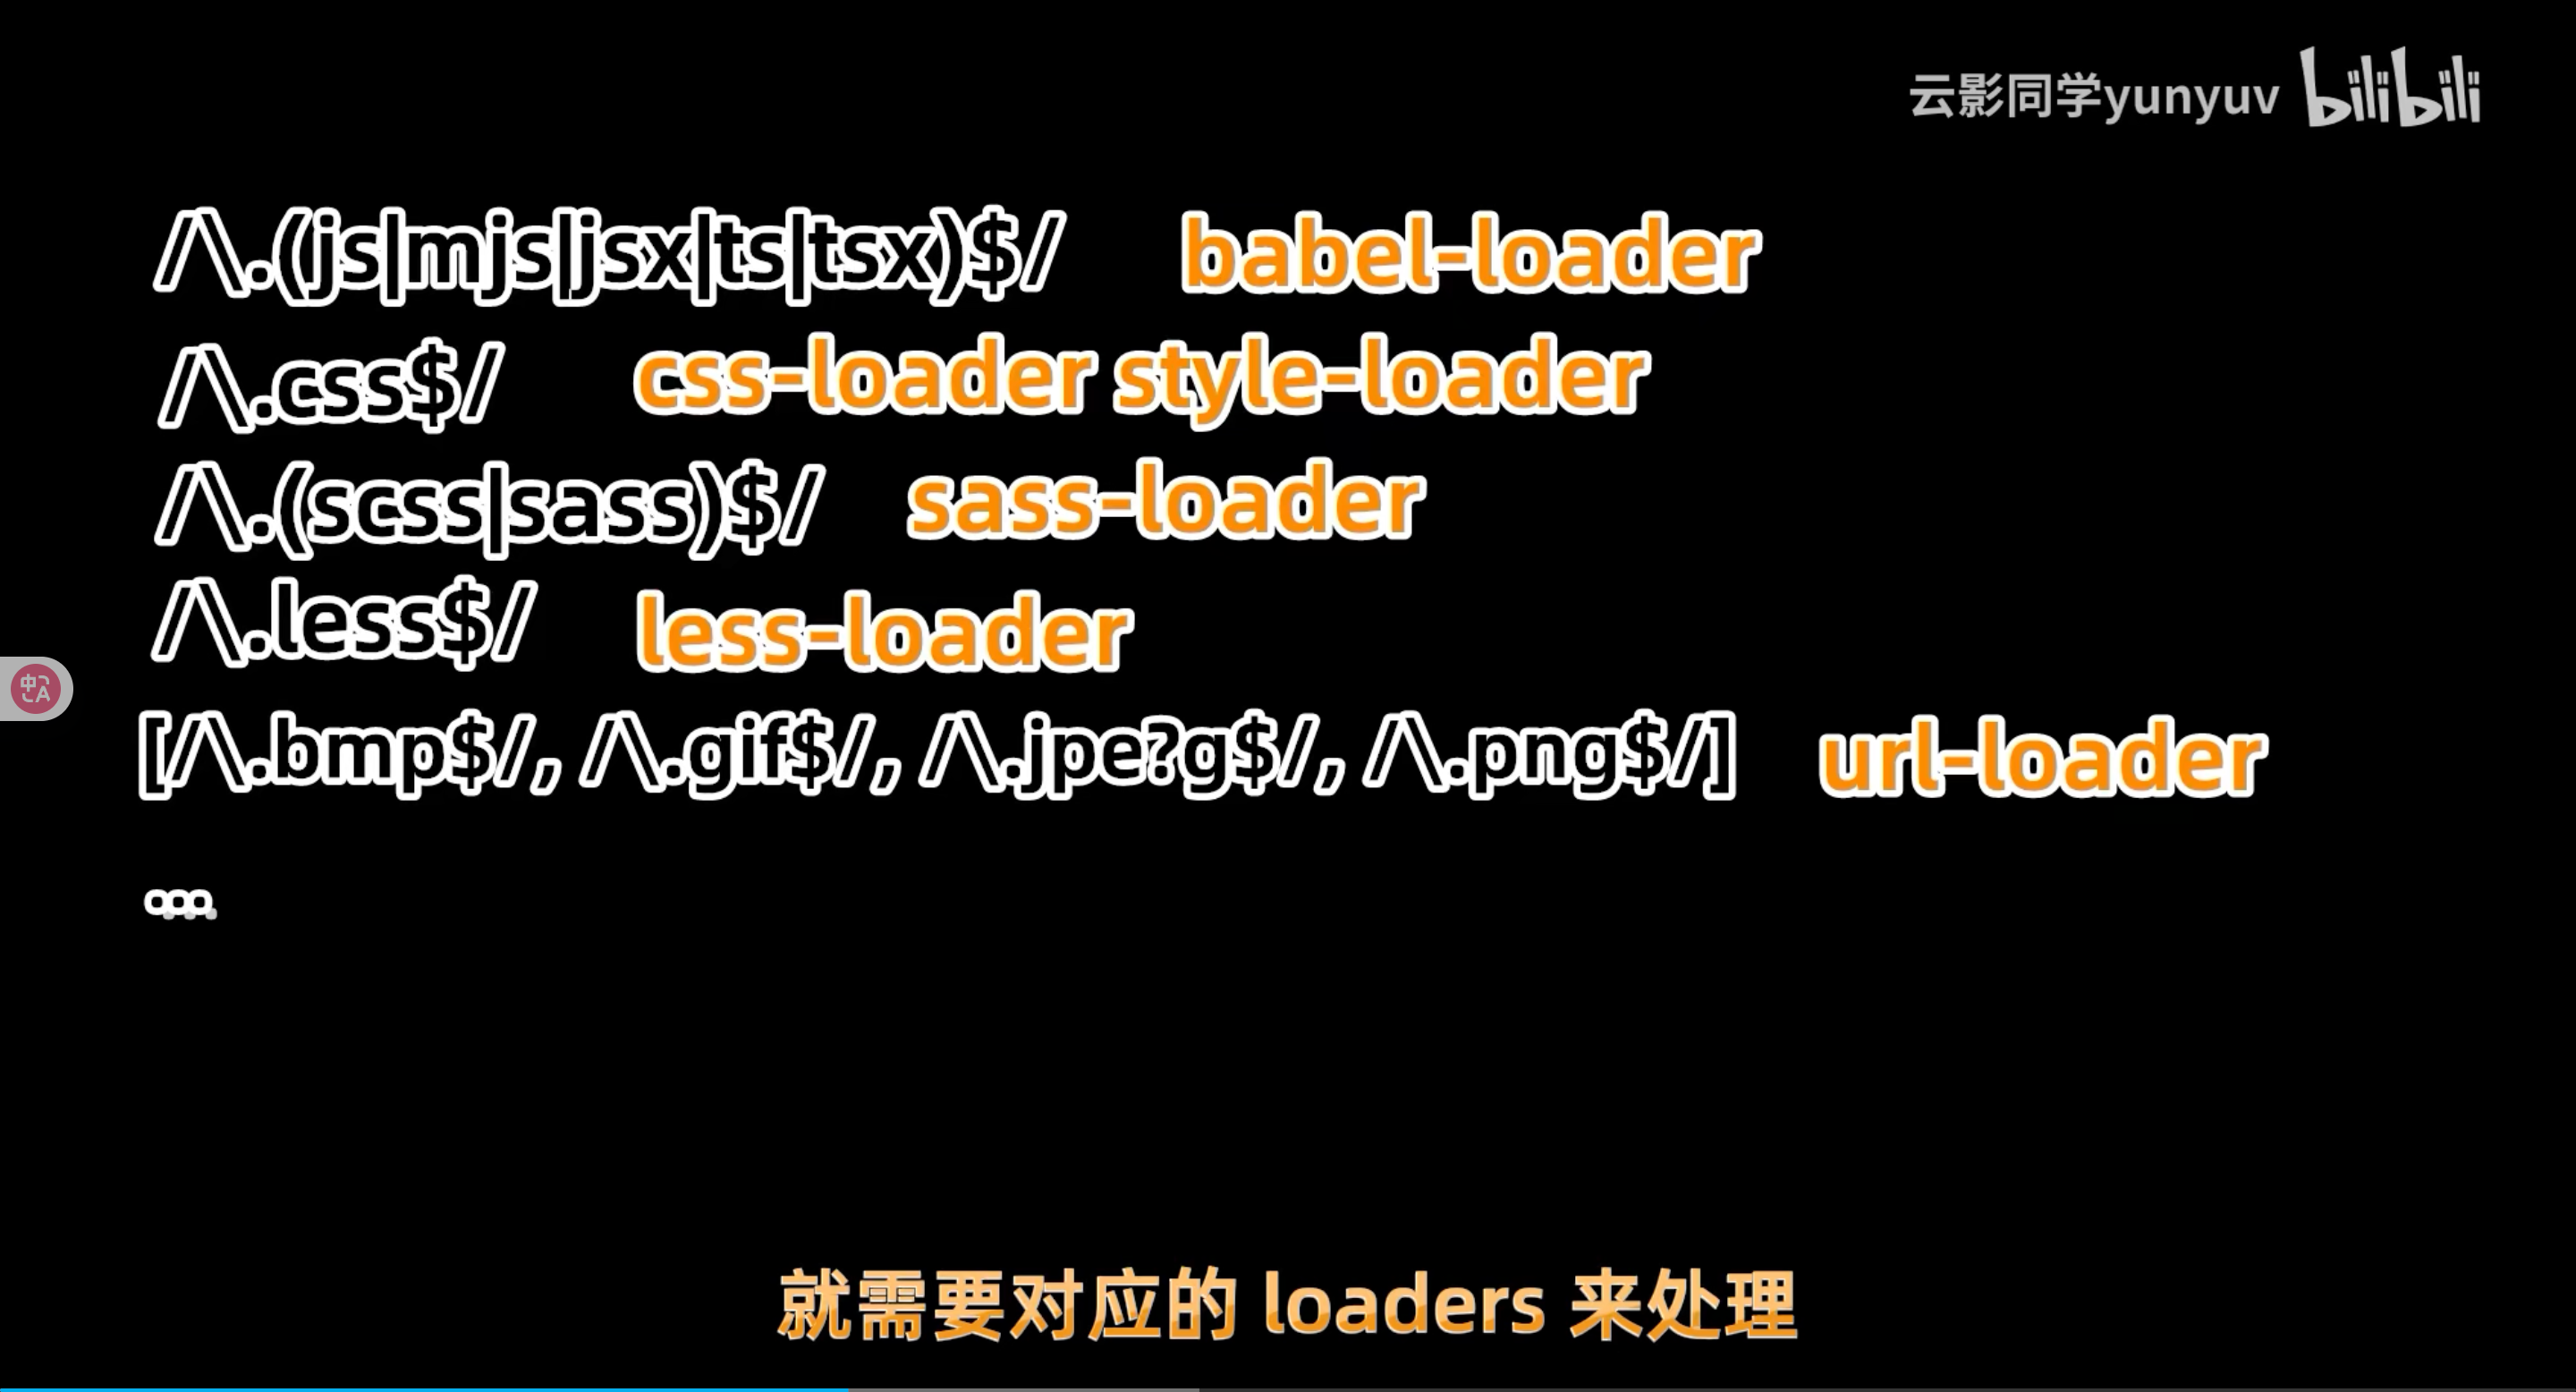 云影同学yunyuv bilibili
/\.(js|mjs|jsx|ts|tsx)$/ babel-loader
/\.css$/ css-loader style-loader
/\.(scss|sass)$/ sass-loader
/\.less$/ less-loader
[/\.bmp$/, /\.gif$/, /\.jpe?g$/, /\.png$/] url-loader
...
中A
就需要对应的 loaders 来处理